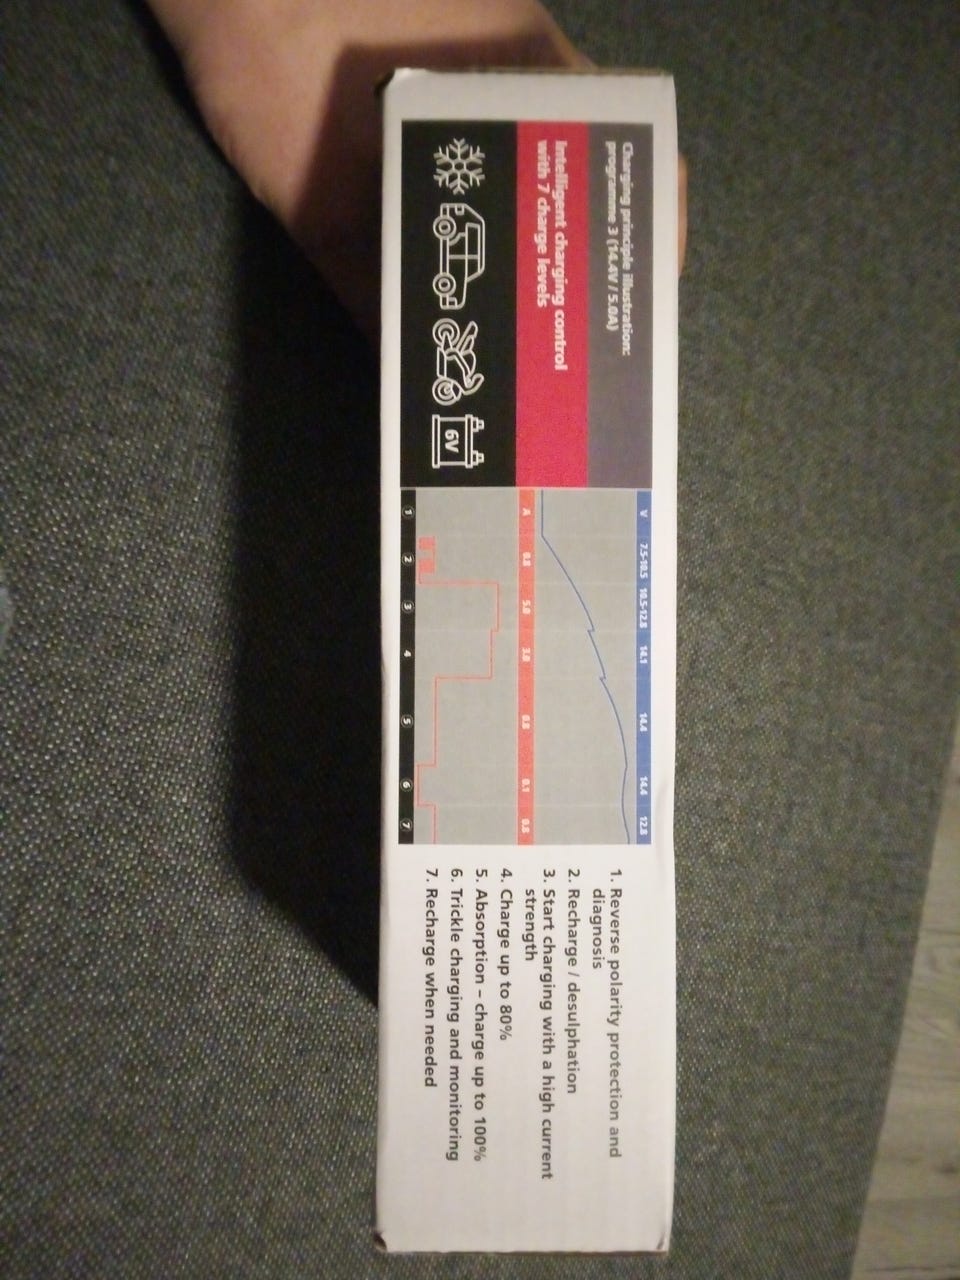 Charging principle illustration:
programme 3 (14.4V / 5.0A)
Intelligent charging control
with 7 charge levels
6V
V 7.5-10.5 10.5-12.8 14.1 14.4 14.4 12.8
A 0.8 5.0 3.0 0.8 0.1 0.8
1 2 3 4 5 6 7
1. Reverse polarity protection and
diagnosis
2. Recharge / desulphation
3. Start charging with a high current
strength
4. Charge up to 80%
5. Absorption – charge up to 100%
6. Trickle charging and monitoring
7. Recharge when needed